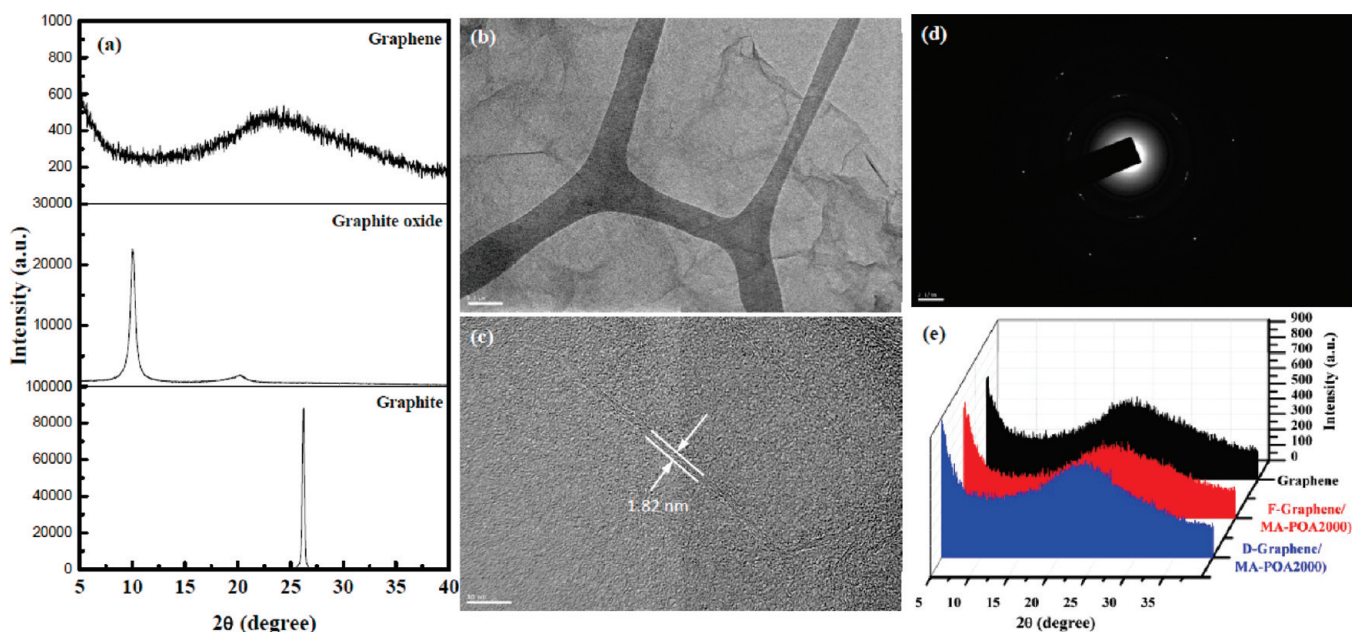 (a)
Graphene
1000
800
600
400
200
30000
Graphite oxide
20000
10000
100000
Graphite
80000
60000
40000
20000
0
Intensity (a.u.)
5 10 15 20 25 30 35 40
2θ (degree)
(b)
(c)
1.82 nm
(d)
(e)
900
800
700
600
500
400
300
200
100
0
Intensity (a.u.)
Graphene
F-Graphene/
MA-POA2000)
D-Graphene/
MA-POA2000)
5 10 15 20 25 30 35
2θ (degree)